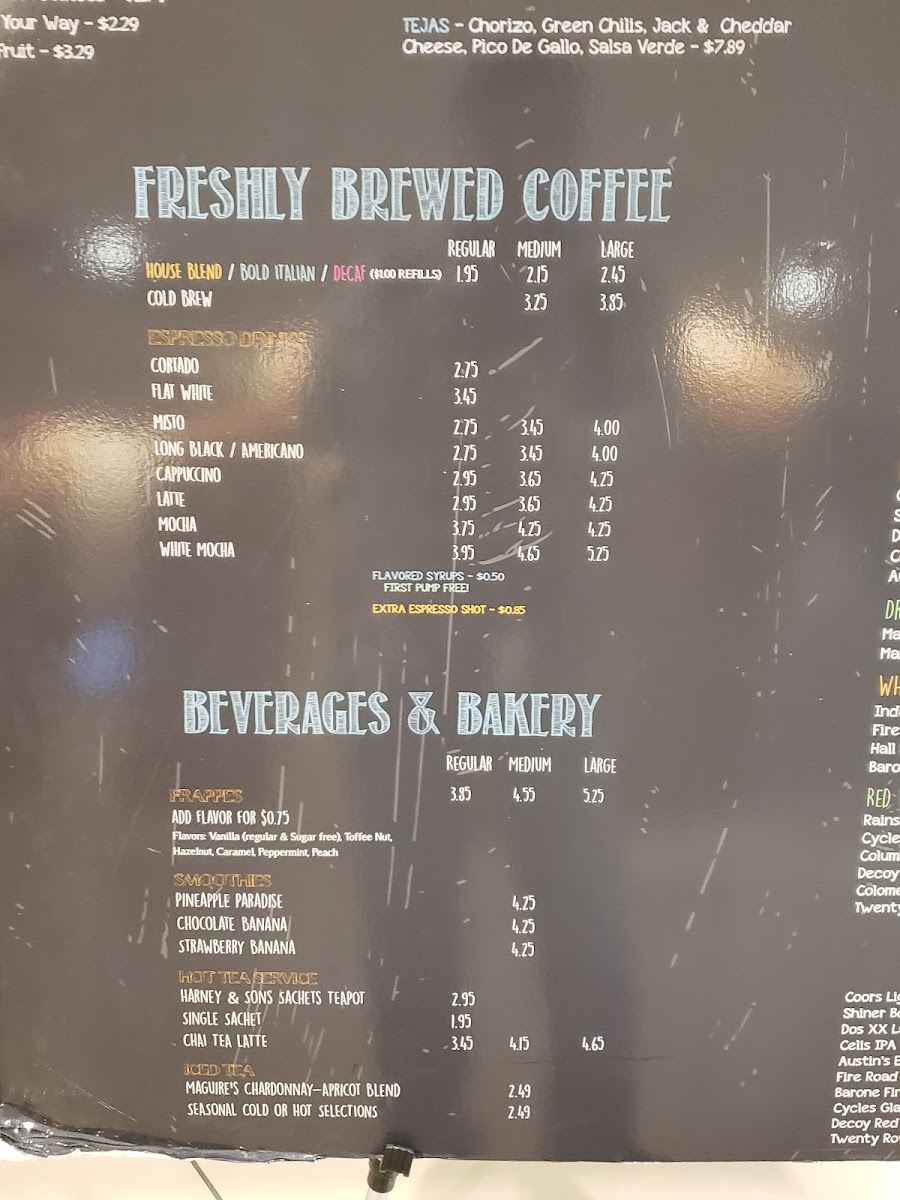 Your Way - $2.29
Fruit - $3.29
TEJAS - Chorizo, Green Chilis, Jack & Cheddar
Cheese, Pico De Gallo, Salsa Verde - $7.89
FRESHLY BREWED COFFEE
REGULAR MEDIUM LARGE
HOUSE BLEND / BOLD ITALIAN / DECAF ($1.00 REFILLS) 1.95 2.15 2.45
COLD BREW 3.25 3.85
ESPRESSO DRINKS
CORTADO 2.75
FLAT WHITE 3.45
MISTO 2.75 3.45 4.00
LONG BLACK / AMERICANO 2.75 3.45 4.00
CAPPUCCINO 2.95 3.65 4.25
LATTE 2.95 3.65 4.25
MOCHA 3.75 4.25 4.25
WHITE MOCHA 3.95 4.65 5.25
FLAVORED SYRUPS - $0.50
FIRST PUMP FREE!
EXTRA ESPRESSO SHOT - $0.85
BEVERAGES & BAKERY
REGULAR MEDIUM LARGE
FRAPPES 3.85 4.55 5.25
ADD FLAVOR FOR $0.75
Flavors: Vanilla (regular & Sugar free), Toffee Nut,
Hazelnut, Caramel, Peppermint, Peach
SMOOTHIES
PINEAPPLE PARADISE 4.25
CHOCOLATE BANANA 4.25
STRAWBERRY BANANA 4.25
HOT TEA SERVICE
HARNEY & SONS SACHETS TEAPOT 2.95
SINGLE SACHET 1.95
CHAI TEA LATTE 3.45 4.15 4.65
ICED TEA
MAGUIRE'S CHARDONNAY-APRICOT BLEND 2.49
SEASONAL COLD OR HOT SELECTIONS 2.49
RED
Fire
Hall
Coors Lig
Shiner B
Dos XX L
Celis IPA
Austin's E
Fire Road
Barone Fir
Cycles Gla
Decoy Red
Twenty Ro